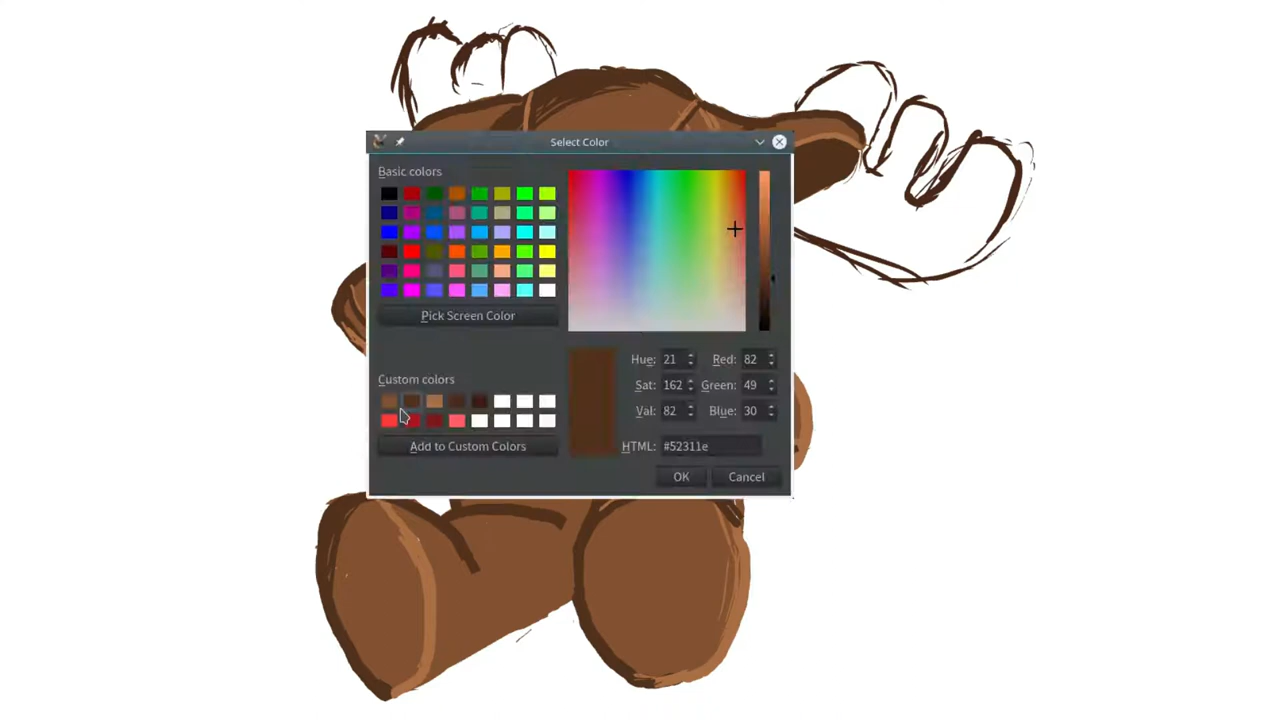 Select Color
Basic colors
Pick Screen Color
Custom colors
Add to Custom Colors
Hue: 21 Red: 82
Sat: 162 Green: 49
Val: 82 Blue: 30
HTML: #52311e
OK Cancel